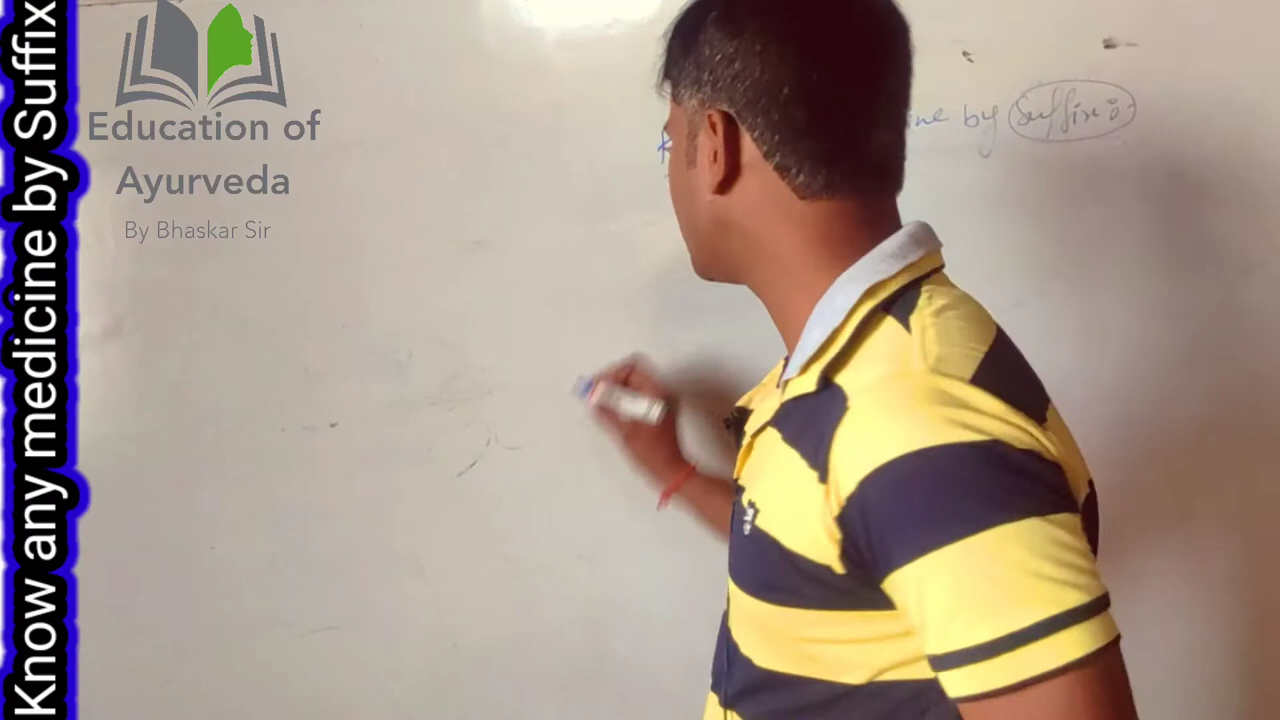 Know any medicine by Suffix
Education of
Ayurveda
By Bhaskar Sir
by Suffix:-